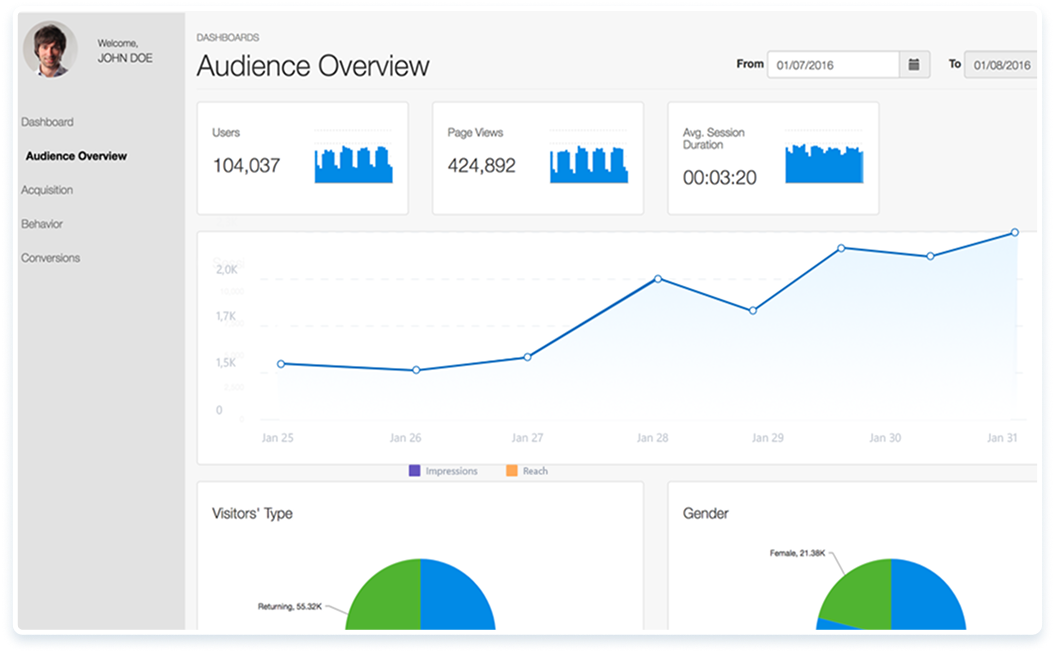 Welcome,
JOHN DOE
Dashboard
Audience Overview
Acquisition
Behavior
Conversions
DASHBOARDS
Audience Overview
From 01/07/2016 To 01/08/2016
Users
104,037
Page Views
424,892
Avg. Session
Duration
00:03:20
2,0K
1,7K
1,5K
0
Jan 25 Jan 26 Jan 27 Jan 28 Jan 29 Jan 30 Jan 31
Impressions Reach
Visitors' Type
Returning, 55.32K
Gender
Female, 21.38K